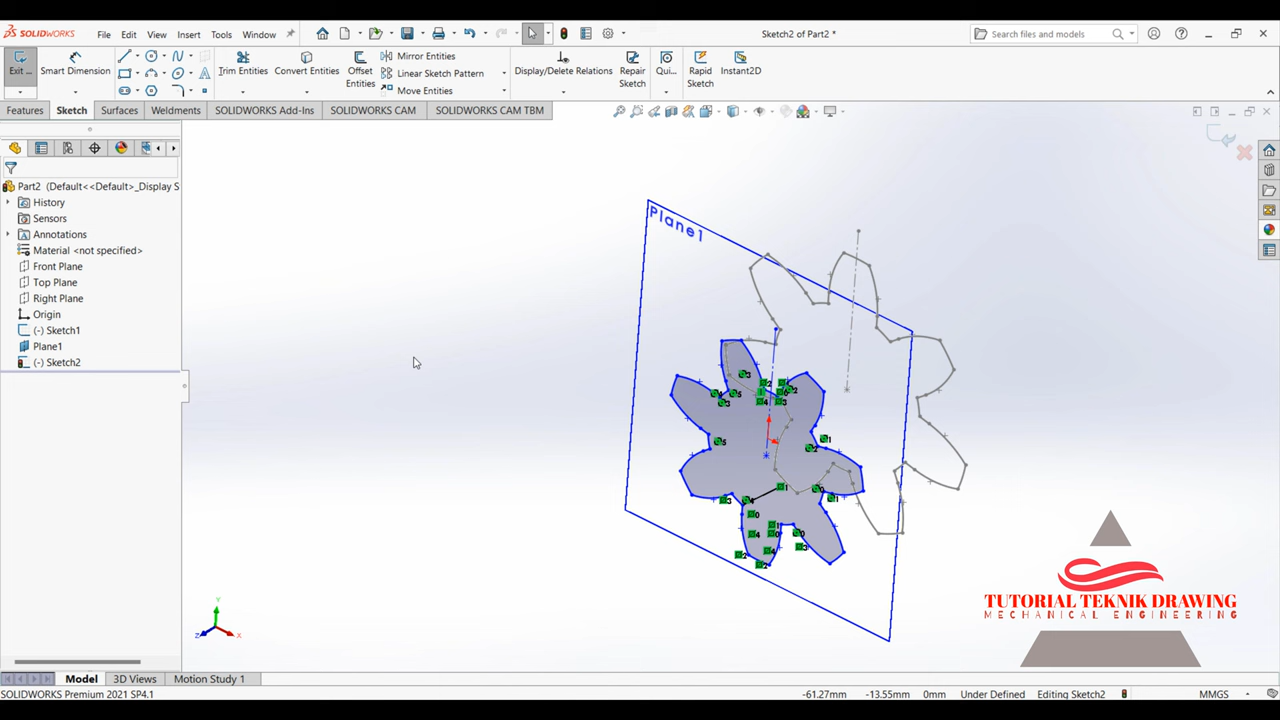 DS SOLIDWORKS
File Edit View Insert Tools Window
Sketch2 of Part2 *
Search files and models
Exit ...
Smart Dimension
Trim Entities
Convert Entities
Offset Entities
Mirror Entities
Linear Sketch Pattern
Move Entities
Display/Delete Relations
Repair Sketch
Qui...
Rapid Sketch
Instant2D
Features Sketch Surfaces Weldments SOLIDWORKS Add-Ins SOLIDWORKS CAM SOLIDWORKS CAM TBM
Part2 (Default<<Default>_Display S
History
Sensors
Annotations
Material <not specified>
Front Plane
Top Plane
Right Plane
Origin
(-) Sketch1
Plane1
(-) Sketch2
Plane1
Y
Z X
TUTORIAL TEKNIK DRAWING
MECHANICAL ENGINEERING
Model 3D Views Motion Study 1
SOLIDWORKS Premium 2021 SP4.1
-61.27mm -13.55mm 0mm Under Defined Editing Sketch2 MMGS